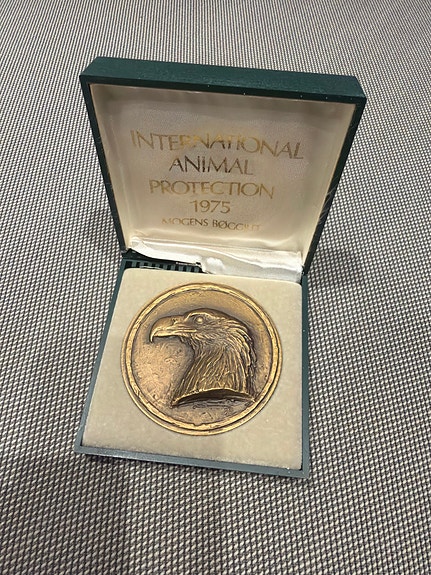 INTERNATIONAL
ANIMAL
PROTECTION
1975
MOGENS BØGGILD